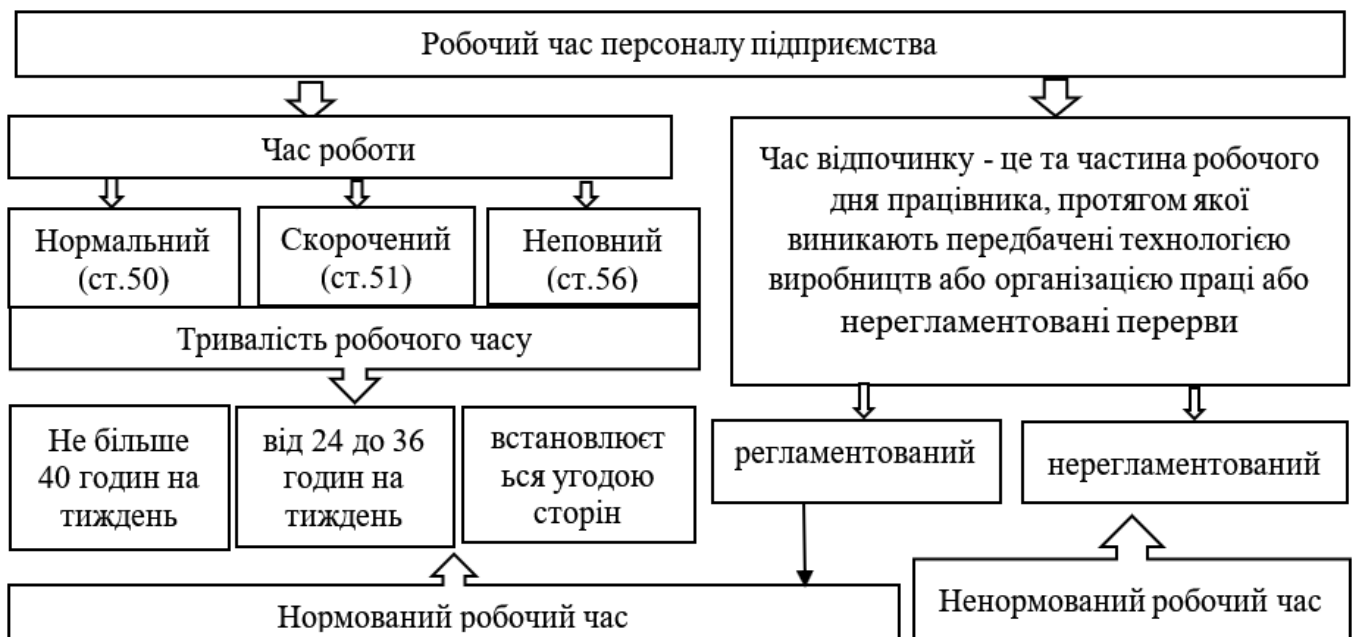 Робочий час персоналу підприємства
Час роботи
Нормальний
(ст.50)
Скорочений
(ст.51)
Неповний
(ст.56)
Тривалість робочого часу
Не більше
40 годин на
тиждень
від 24 до 36
годин на
тиждень
встановлюєт
ься угодою
сторін
Час відпочинку - це та частина робочого
дня працівника, протягом якої
виникають передбачені технологією
виробництв або організацією праці або
нерегламентовані перерви
регламентований
нерегламентований
Нормований робочий час
Ненормований робочий час